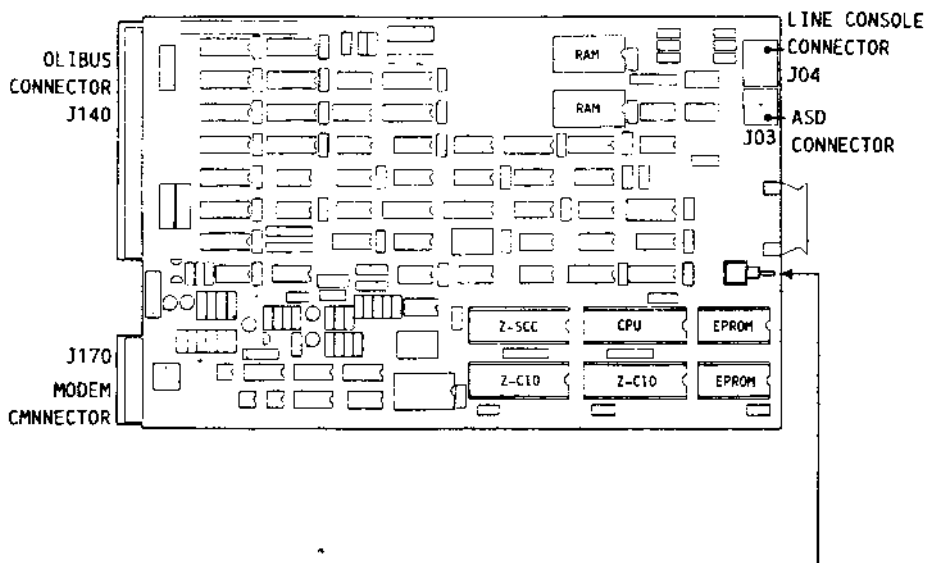 OLIBUS
CONNECTOR
J140
LINE CONSOLE
CONNECTOR
J04
ASD
J03
CONNECTOR
RAM
RAM
Z-SCC
CPU
EPROM
Z-CIO
Z-CIO
EPROM
J170
MODEM
CMNNECTOR